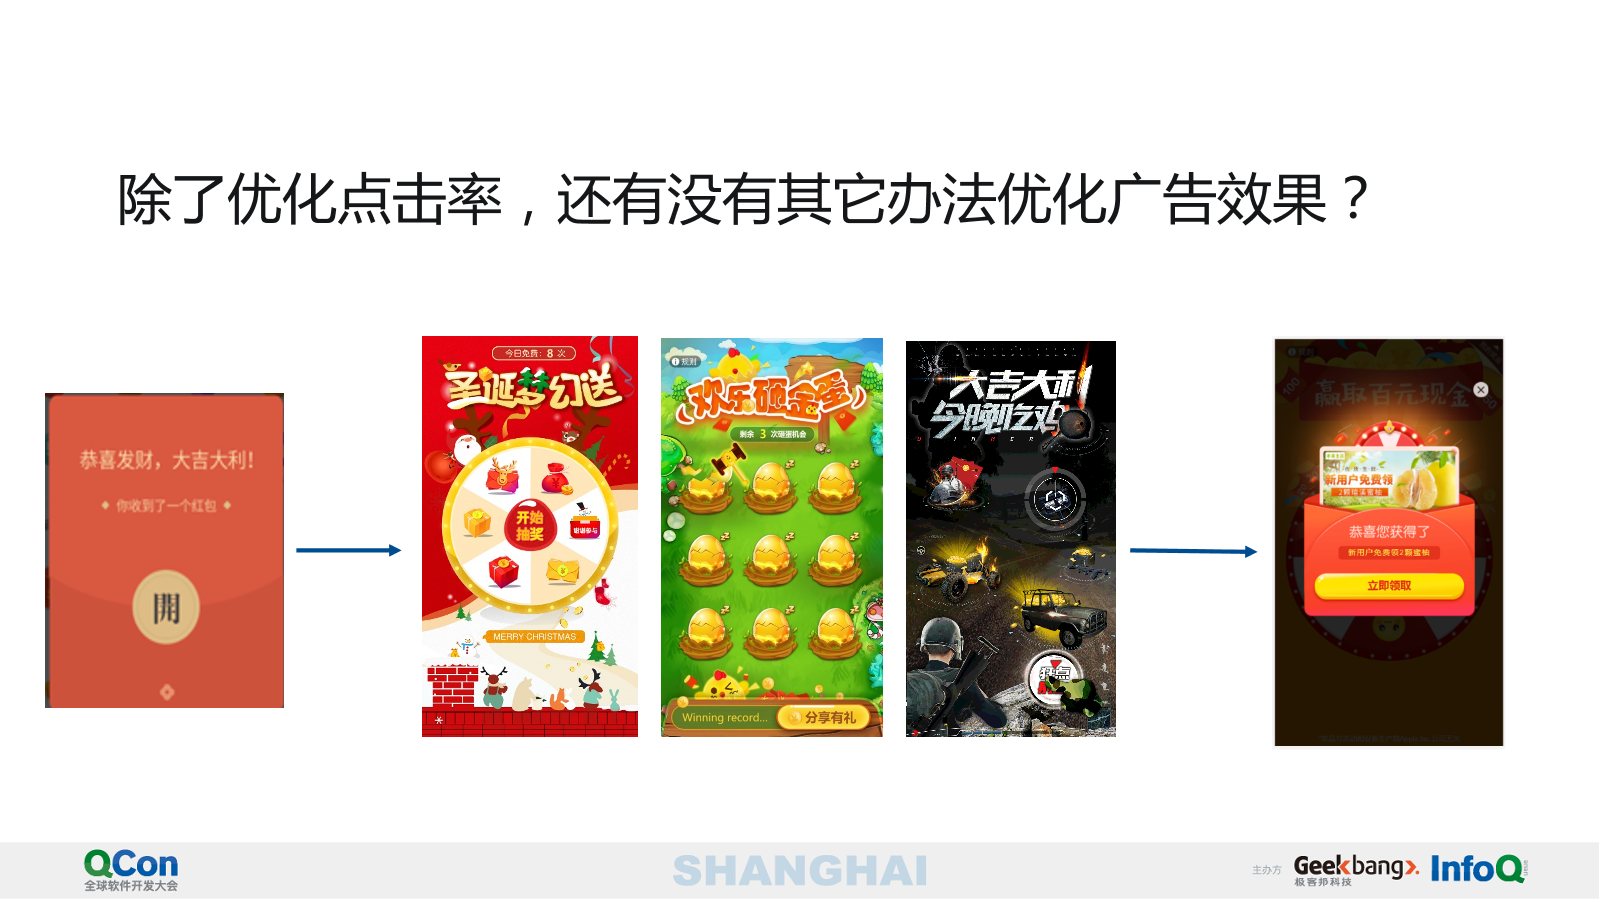 除了优化点击率，还有没有其它办法优化广告效果？
恭喜发财，大吉大利!
你收到了一个红包
開
今日免费：8 次
圣诞梦幻送
开始
抽奖
谢谢参与
MERRY CHRISTMAS
规则
欢乐砸金蛋
剩余 3 次砸蛋机会
Winning record...
分享有礼
大吉大利
今晚吃鸡
赢取百元现金
新用户免费领
恭喜您获得了
新用户免费领2颗蜜柚
立即领取
QCon
全球软件开发大会
SHANGHAI
主办方
Geekbang>.
极客邦科技
InfoQ